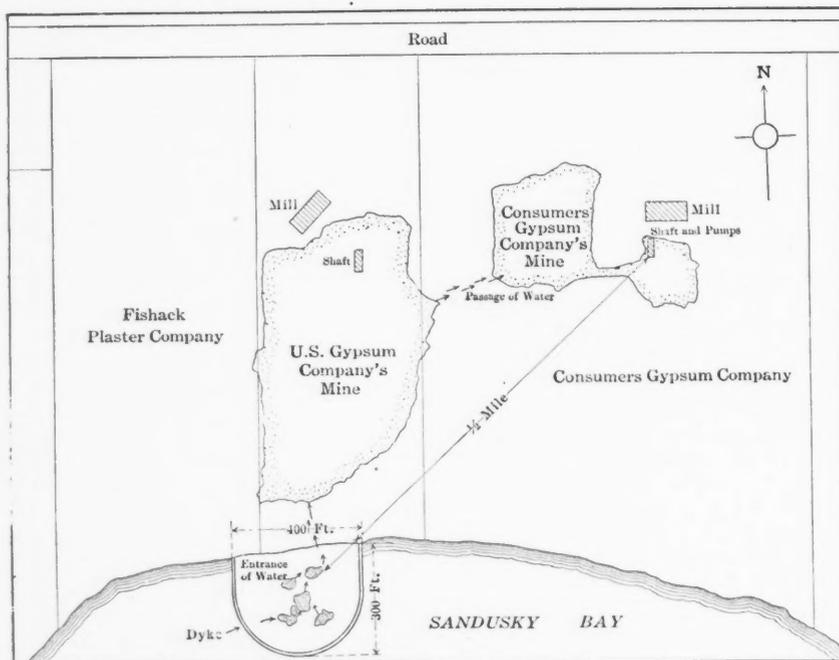 Road
N
Mill
Consumers
Gypsum
Company's
Mine
Mill
Shaft and Pumps
Shaft
Passage of Water
Fishack
Plaster Company
U.S. Gypsum
Company's
Mine
Consumers Gypsum Company
½ Mile
400 Ft.
Entrance
of Water
300 Ft.
Dyke
SANDUSKY BAY